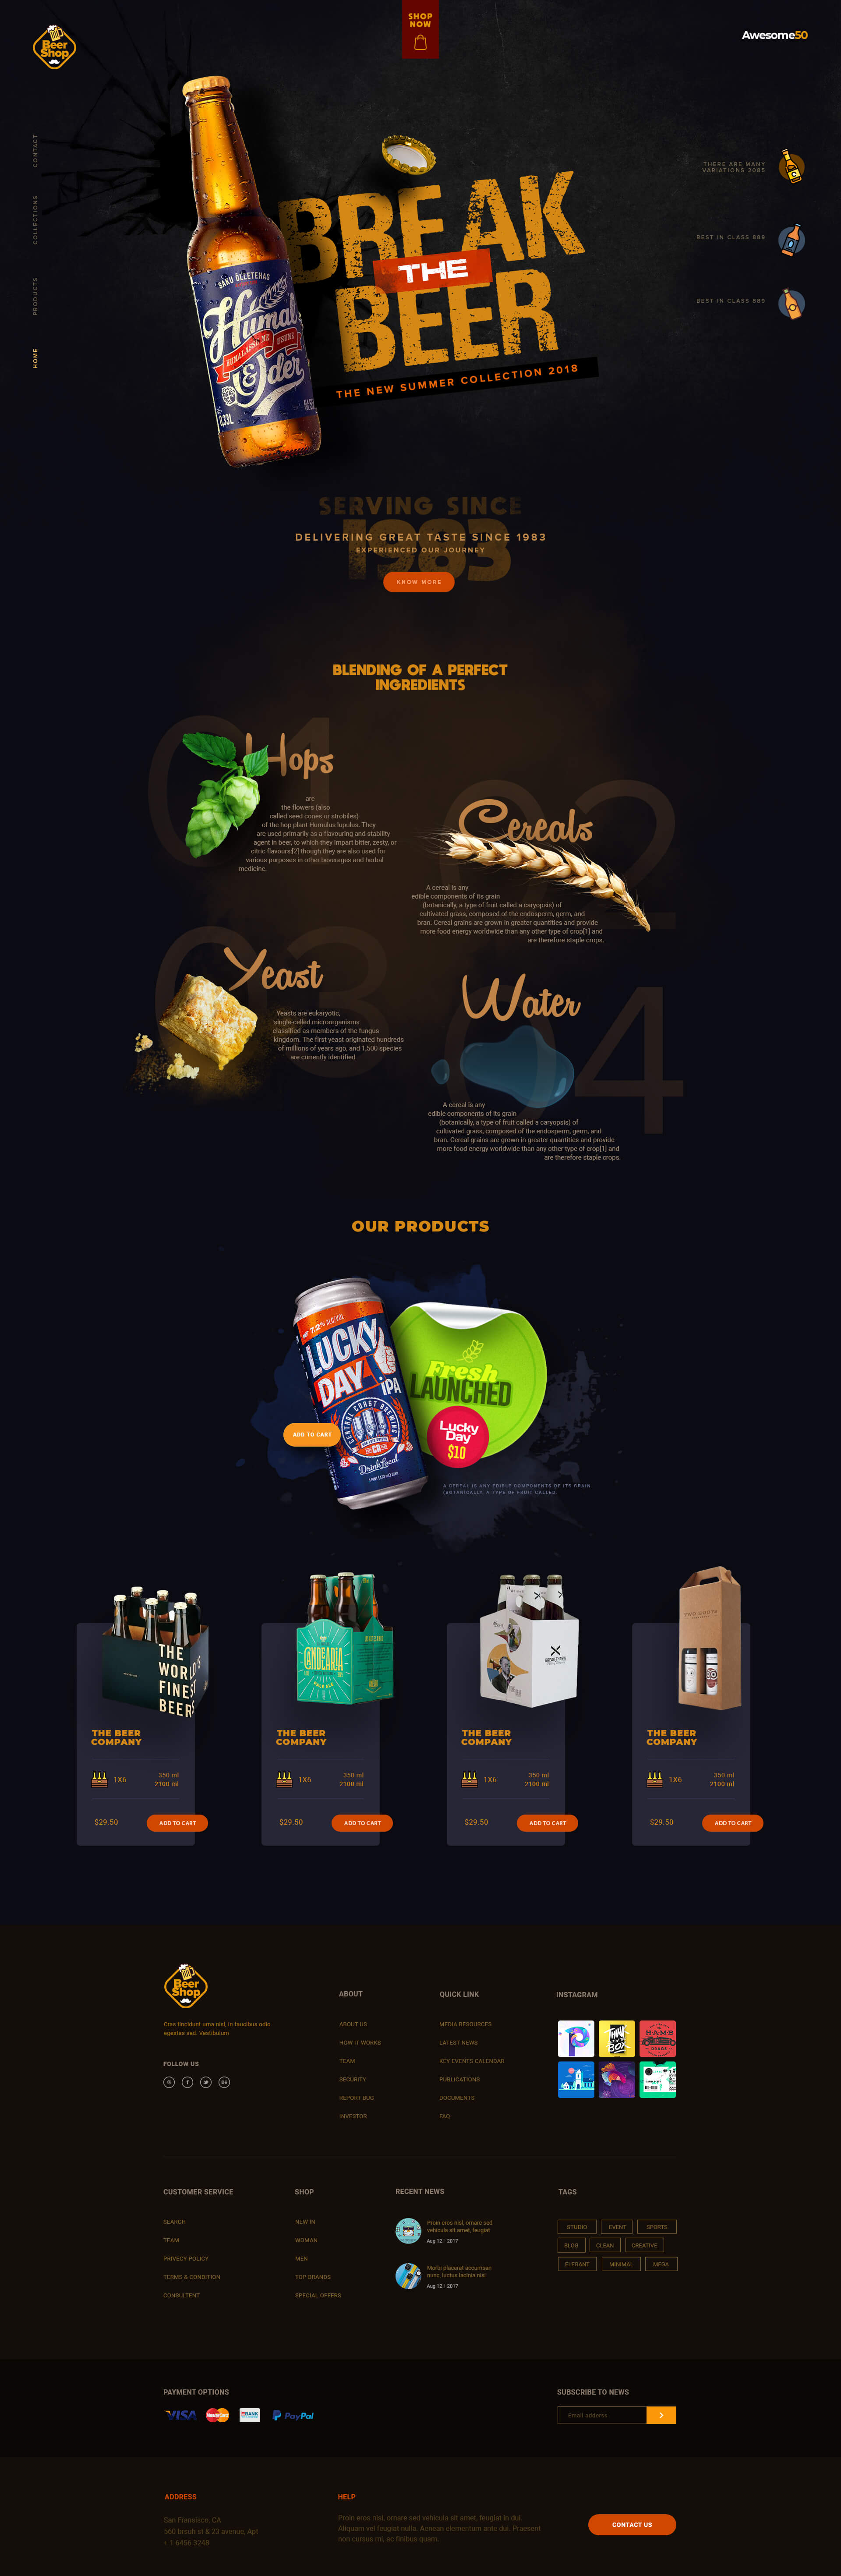 SHOP
NOW
Beer
Shop
Awesome50
CONTACT
COLLECTIONS
PRODUCTS
HOME
THERE ARE MANY
VARIATIONS 2085
BEST IN CLASS 889
BEST IN CLASS 889
BREAK
THE
BEER
THE NEW SUMMER COLLECTION 2018
SAKU ÕLLETEHAS
Humal
HUMALASSE ME USUME
& Õder
0,33L
SERVING SINCE
1983
DELIVERING GREAT TASTE SINCE 1983
EXPERIENCED OUR JOURNEY
KNOW MORE
BLENDING OF A PERFECT
INGREDIENTS
01
Hops
are
the flowers (also
called seed cones or strobiles)
of the hop plant Humulus lupulus. They
are used primarily as a flavouring and stability
agent in beer, to which they impart bitter, zesty, or
citric flavours;[2] though they are also used for
various purposes in other beverages and herbal
medicine.
02
Cereals
A cereal is any
edible components of its grain
(botanically, a type of fruit called a caryopsis) of
cultivated grass, composed of the endosperm, germ, and
bran. Cereal grains are grown in greater quantities and provide
more food energy worldwide than any other type of crop[1] and
are therefore staple crops.
03
Yeast
Yeasts are eukaryotic,
single-celled microorganisms
classified as members of the fungus
kingdom. The first yeast originated hundreds
of millions of years ago, and 1,500 species
are currently identified.
04
Water
A cereal is any
edible components of its grain
(botanically, a type of fruit called a caryopsis) of
cultivated grass, composed of the endosperm, germ, and
bran. Cereal grains are grown in greater quantities and provide
more food energy worldwide than any other type of crop[1] and
are therefore staple crops.
OUR PRODUCTS
7.2% ALC/VOL
LUCKY
DAY
IPA
CENTRAL COAST BREWING
CA
Drink Local
Fresh
LAUNCHED
Lucky
Day
$10
ADD TO CART
A CEREAL IS ANY EDIBLE COMPONENTS OF ITS GRAIN
(BOTANICALLY, A TYPE OF FRUIT CALLED
THE
WORLD'S
FINEST
BEERS
CANDELARIA
PALE ALE
THE BEER
COMPANY
1X6
350 ml
2100 ml
$29.50
ADD TO CART
THE BEER
COMPANY
1X6
350 ml
2100 ml
$29.50
ADD TO CART
THE BEER
COMPANY
1X6
350 ml
2100 ml
$29.50
ADD TO CART
THE BEER
COMPANY
1X6
350 ml
2100 ml
$29.50
ADD TO CART
Beer
Shop
Cras tincidunt urna nisl, in faucibus odio
egestas sed. Vestibulum
FOLLOW US
ABOUT
ABOUT US
HOW IT WORKS
TEAM
SECURITY
REPORT BUG
INVESTOR
QUICK LINK
MEDIA RESOURCES
LATEST NEWS
KEY EVENTS CALENDAR
PUBLICATIONS
DOCUMENTS
FAQ
INSTAGRAM
CUSTOMER SERVICE
SEARCH
TEAM
PRIVECY POLICY
TERMS & CONDITION
CONSULTENT
SHOP
NEW IN
WOMAN
MEN
TOP BRANDS
SPECIAL OFFERS
RECENT NEWS
Proin eros nisl, ornare sed
vehicula sit amet, feugiat
Aug 12 | 2017
Morbi placerat accumsan
nunc, luctus lacinia nisi
Aug 12 | 2017
TAGS
STUDIO
EVENT
SPORTS
BLOG
CLEAN
CREATIVE
ELEGANT
MINIMAL
MEGA
PAYMENT OPTIONS
VISA
MasterCard
BANK
PayPal
SUBSCRIBE TO NEWS
Email adderss
ADDRESS
San Fransisco, CA
560 brouh st & 23 avenue, Apt
+ 1 6456 3248
HELP
Proin eros nisl, ornare sed vehicula sit amet, feugiat in dui.
Aliquam vel feugiat nulla. Aenean elementum ante dui. Praesent
non cursus mi, ac finibus quam.
CONTACT US